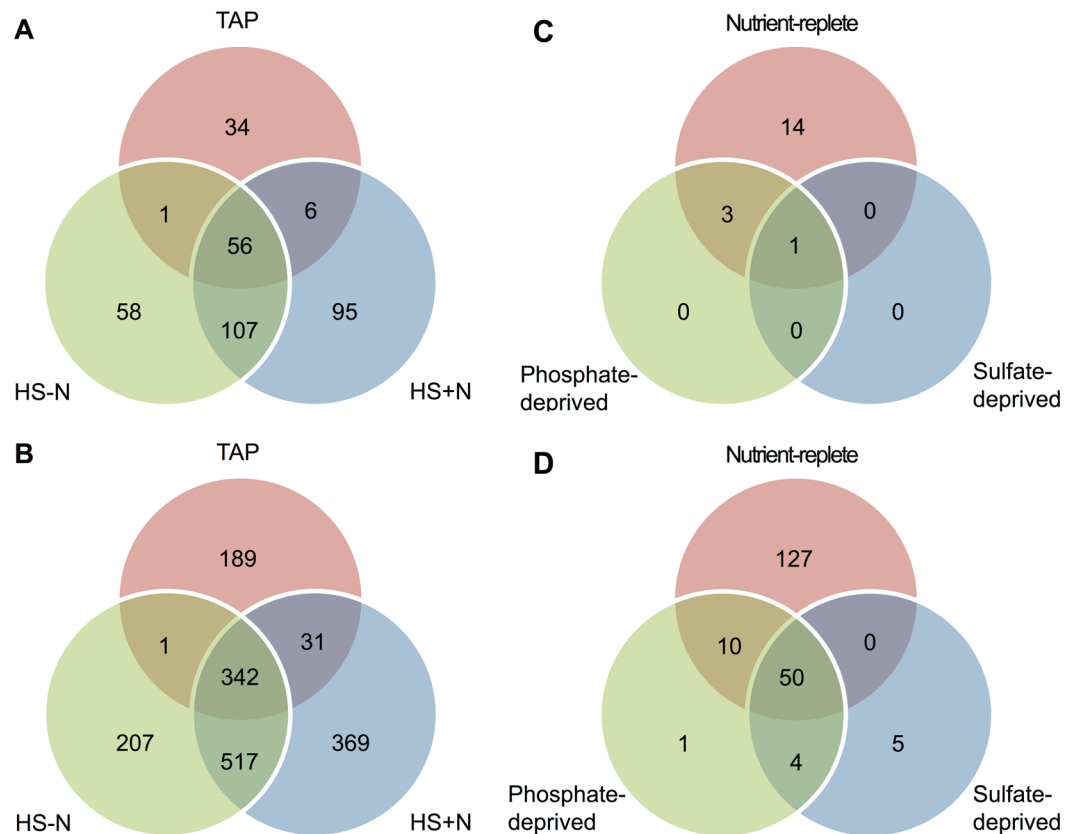 A
TAP
34
1
6
56
58
107
95
HS-N
HS+N
C
Nutrient-replete
14
3
0
1
0
0
0
Phosphate-
deprived
Sulfate-
deprived
B
TAP
189
1
31
342
207
517
369
HS-N
HS+N
D
Nutrient-replete
127
10
0
50
1
4
5
Phosphate-
deprived
Sulfate-
deprived